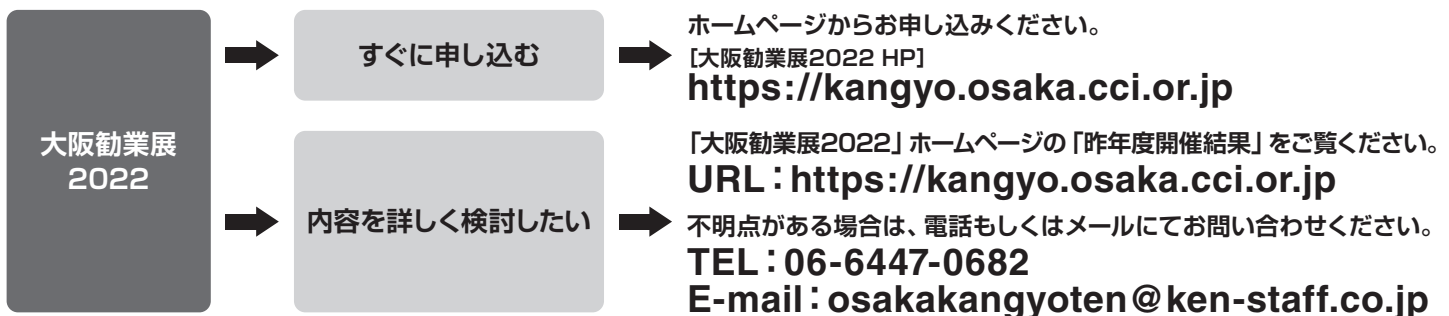 大阪勧業展
2022
すぐに申し込む
ホームページからお申し込みください。
[大阪勧業展2022 HP]
https://kangyo.osaka.cci.or.jp
内容を詳しく検討したい
「大阪勧業展2022」ホームページの「昨年度開催結果」をご覧ください。
URL：https://kangyo.osaka.cci.or.jp
不明点がある場合は、電話もしくはメールにてお問い合わせください。
TEL：06-6447-0682
E-mail：osakakangyoten@ken-staff.co.jp